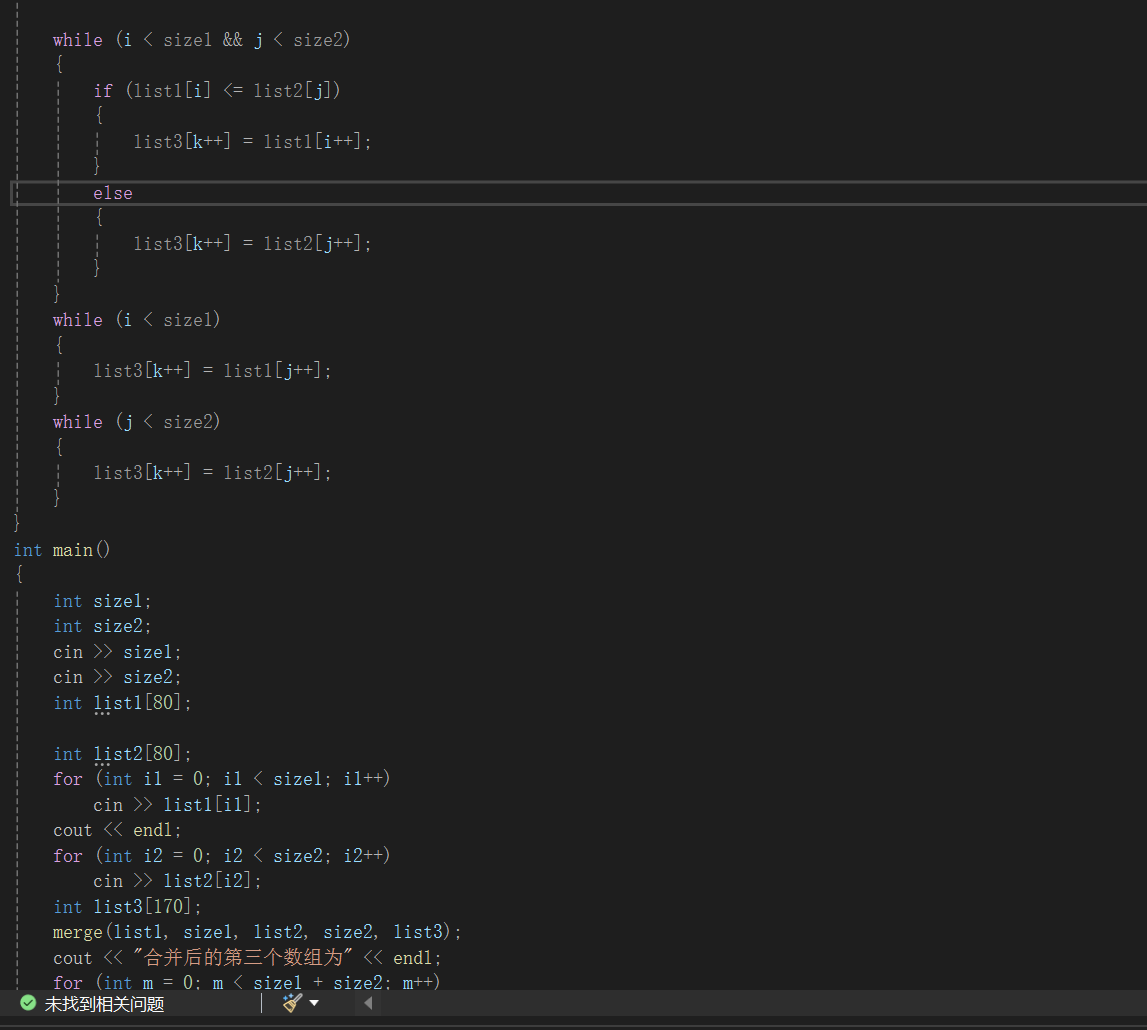 while (i < size1 && j < size2)
{
if (list1[i] <= list2[j])
{
list3[k++] = list1[i++];
}
else
{
list3[k++] = list2[j++];
}
}
while (i < size1)
{
list3[k++] = list1[j++];
}
while (j < size2)
{
list3[k++] = list2[j++];
}
}
int main()
{
int size1;
int size2;
cin >> size1;
cin >> size2;
int list1[80];
int list2[80];
for (int i1 = 0; i1 < size1; i1++)
cin >> list1[i1];
cout << endl;
for (int i2 = 0; i2 < size2; i2++)
cin >> list2[i2];
int list3[170];
merge(list1, size1, list2, size2, list3);
cout << "合并后的第三个数组为" << endl;
for (int m = 0; m < size1 + size2; m++)
未找到相关问题